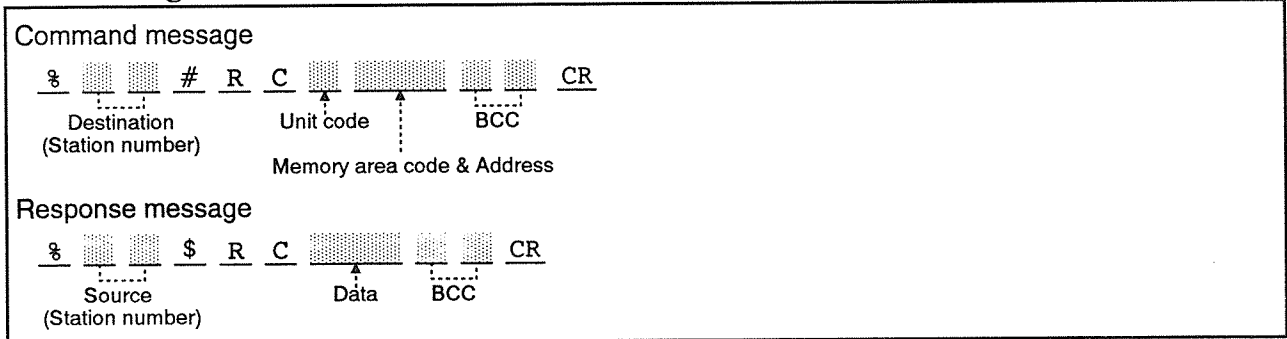 Command message
% # R C CR
Destination Unit code BCC
(Station number)
Memory area code & Address
Response message
% $ R C CR
Source Data BCC
(Station number)